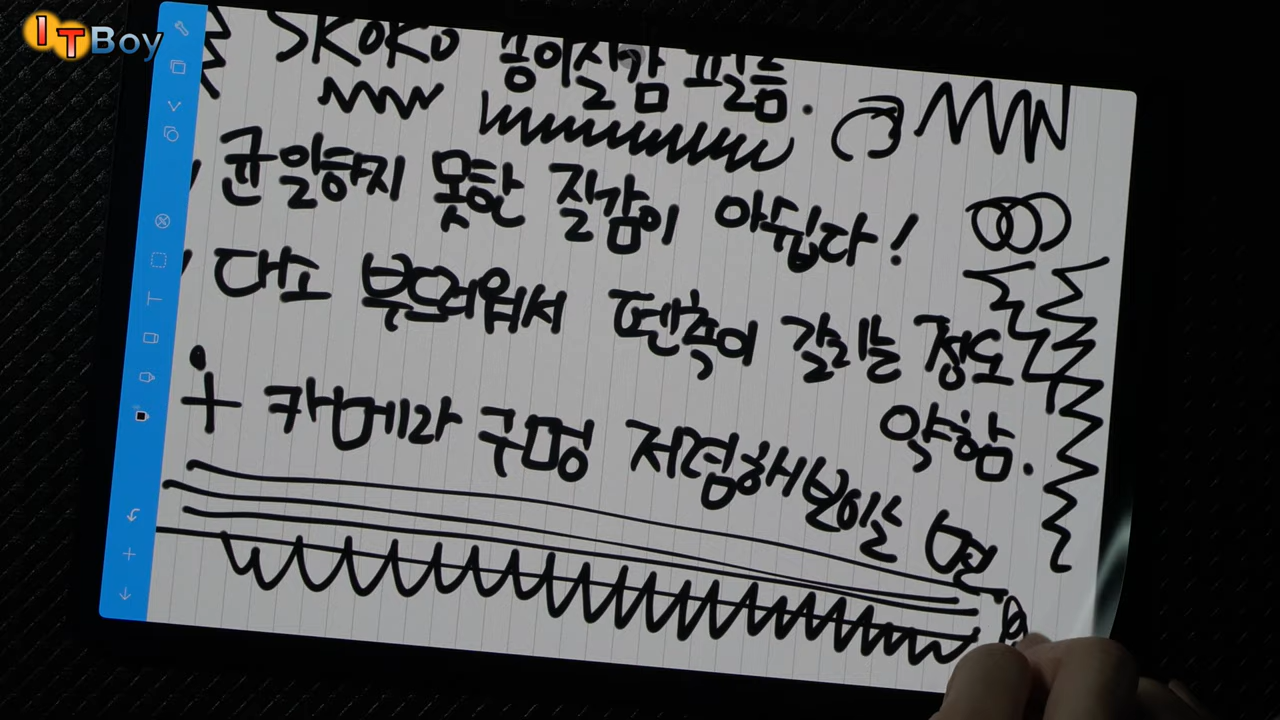 ITBoy
SKOKO 종이질감 필름.
균일하지 못한 질감이 아쉽다!
다소 부드러워서 펜촉이 갈리는 정도
약함.
+ 카메라 구멍 저렴해보이일